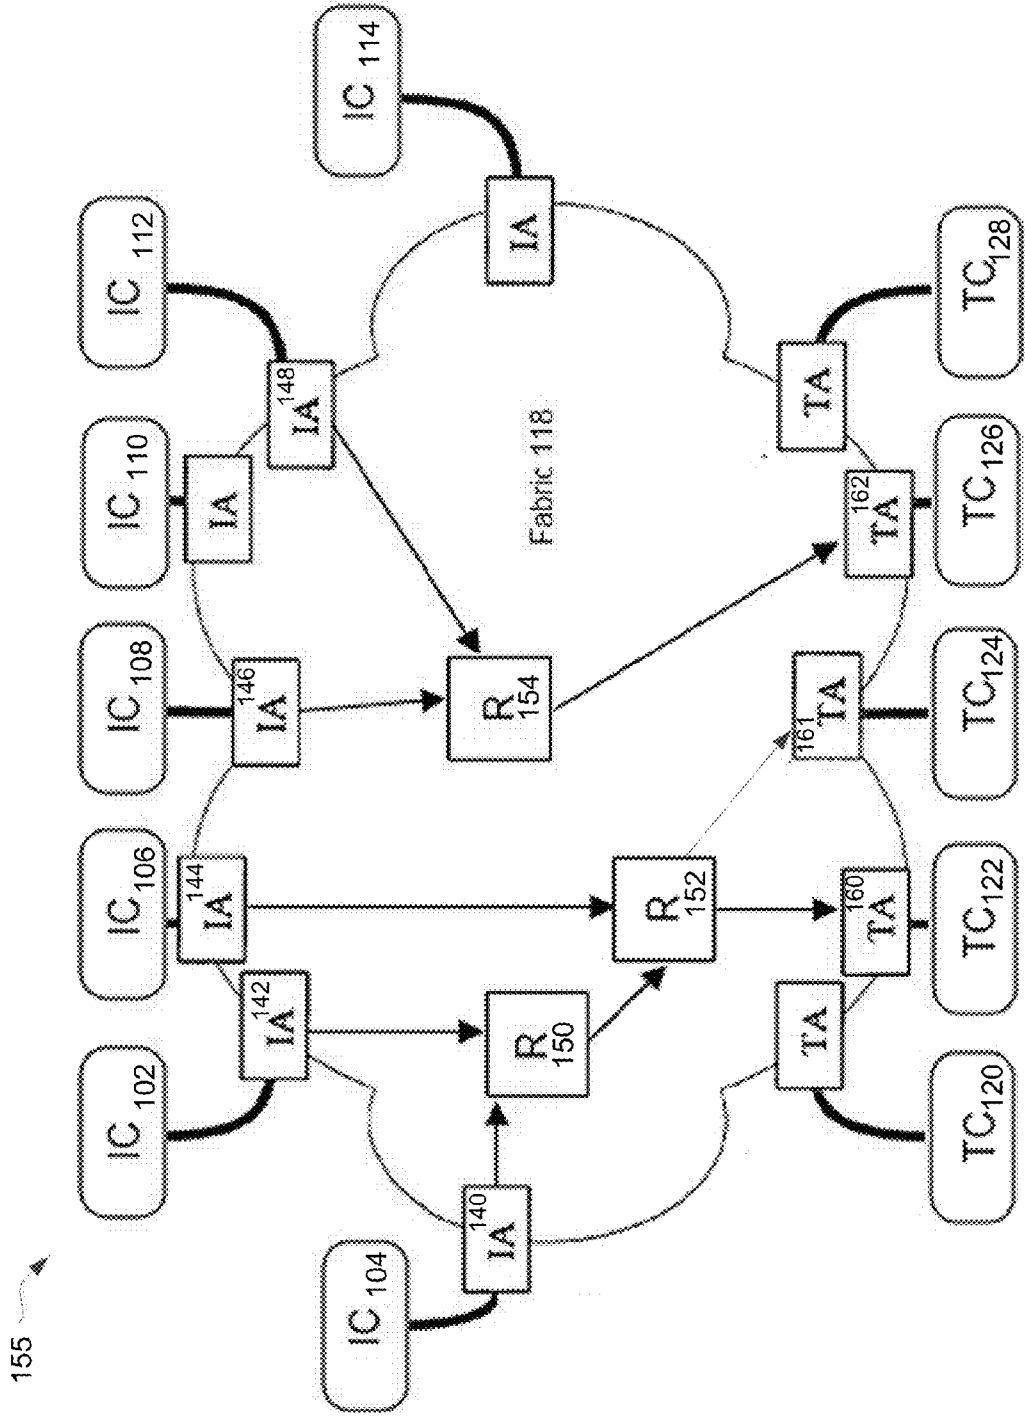 155
IC 104
IC 102
IC 106
IC 108
IC 110
IC 112
IC 114
140
IA
142
IA
144
IA
146
IA
IA
148
IA
IA
R
150
R
152
R
154
Fabric 118
TA
160
TA
161
TA
162
TA
TA
TC 120
TC 122
TC 124
TC 126
TC 128